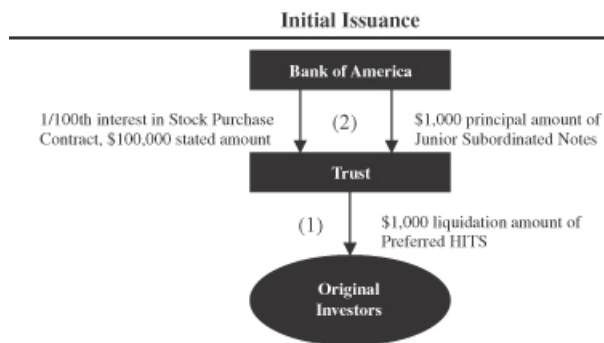 Initial Issuance
Bank of America
1/100th interest in Stock Purchase
Contract, $100,000 stated amount
(2)
$1,000 principal amount of
Junior Subordinated Notes
Trust
(1)
$1,000 liquidation amount of
Preferred HITS
Original
Investors